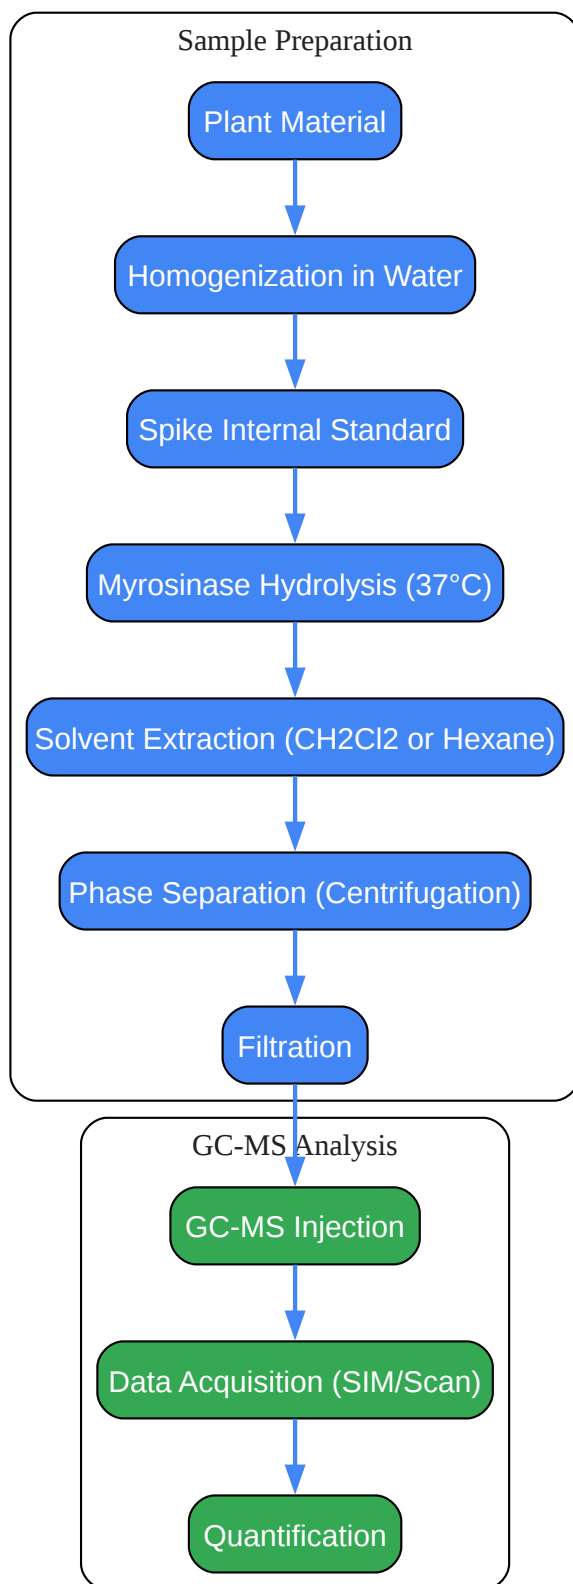 Sample Preparation
Plant Material
Homogenization in Water
Spike Internal Standard
Myrosinase Hydrolysis (37°C)
Solvent Extraction (CH2Cl2 or Hexane)
Phase Separation (Centrifugation)
Filtration
GC-MS Analysis
GC-MS Injection
Data Acquisition (SIM/Scan)
Quantification